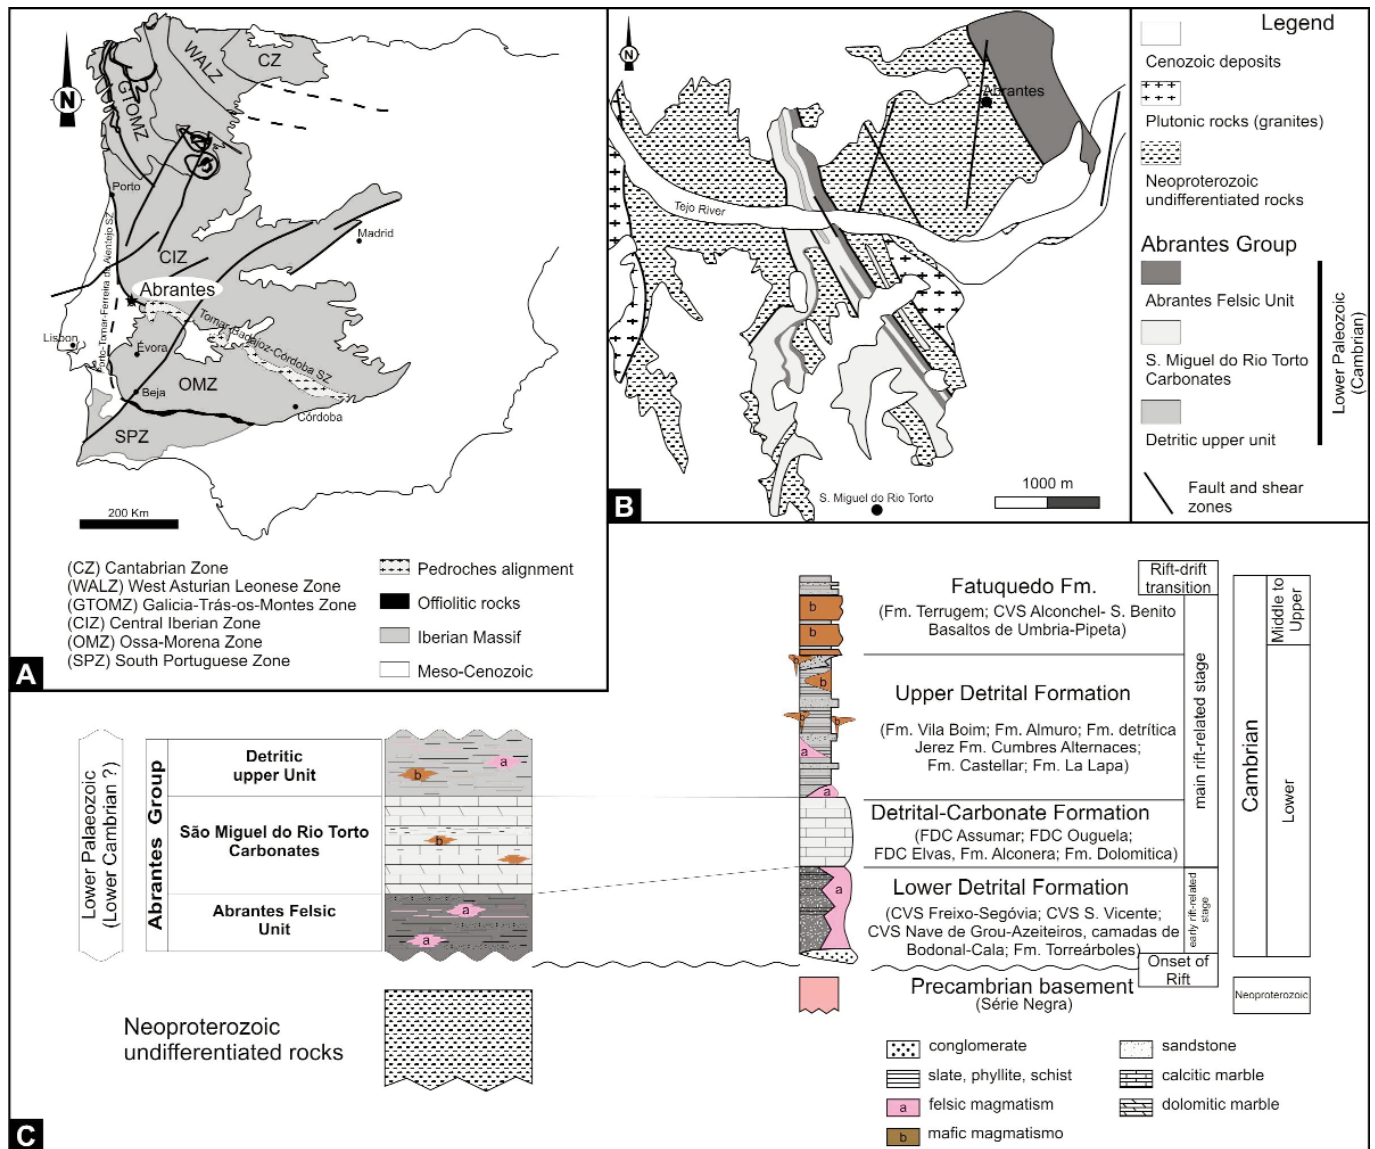 N
WALZ
CZ
GTOMZ
Porto
Porto-Tomar-Ferreira do Alentejo SZ
Madrid
CIZ
Abrantes
Tomar-Badajoz-Córdoba SZ
Lisbon
Évora
OMZ
Beja
Córdoba
SPZ
200 Km
(CZ) Cantabrian Zone
(WALZ) West Asturian Leonese Zone
(GTOMZ) Galicia-Trás-os-Montes Zone
(CIZ) Central Iberian Zone
(OMZ) Ossa-Morena Zone
(SPZ) South Portuguese Zone
Pedroches alignment
Offiolitic rocks
Iberian Massif
Meso-Cenozoic
A
N
Abrantes
Tejo River
S. Miguel do Rio Torto
1000 m
B
Legend
Cenozoic deposits
Plutonic rocks (granites)
Neoproterozoic
undifferentiated rocks
Abrantes Group
Abrantes Felsic Unit
S. Miguel do Rio Torto
Carbonates
Detritic upper unit
Lower Paleozoic
(Cambrian)
Fault and shear
zones
Lower Palaeozoic
(Lower Cambrian ?)
Abrantes Group
Detritic
upper Unit
São Miguel do Rio Torto
Carbonates
Abrantes Felsic
Unit
a
b
b
a
a
Neoproterozoic
undifferentiated rocks
b
b
b
b
b
b
a
a
a
Fatuquedo Fm.
(Fm. Terrugem; CVS Alconchel- S. Benito
Basaltos de Umbria-Pipeta)
Upper Detrital Formation
(Fm. Vila Boim; Fm. Almuro; Fm. detrítica
Jerez Fm. Cumbres Alternaces;
Fm. Castellar; Fm. La Lapa)
Detrital-Carbonate Formation
(FDC Assumar; FDC Ouguela;
FDC Elvas, Fm. Alconera; Fm. Dolomitica)
Lower Detrital Formation
(CVS Freixo-Segóvia; CVS S. Vicente;
CVS Nave de Grou-Azeiteiros, camadas de
Bodonal-Cala; Fm. Torreárboles)
Precambrian basement
(Série Negra)
Rift-drift
transition
main rift-related stage
early rift-related
stage
Onset of
Rift
Cambrian
Middle to
Upper
Lower
Neoproterozoic
conglomerate
slate, phyllite, schist
a felsic magmatism
b mafic magmatismo
sandstone
calcitic marble
dolomitic marble
C